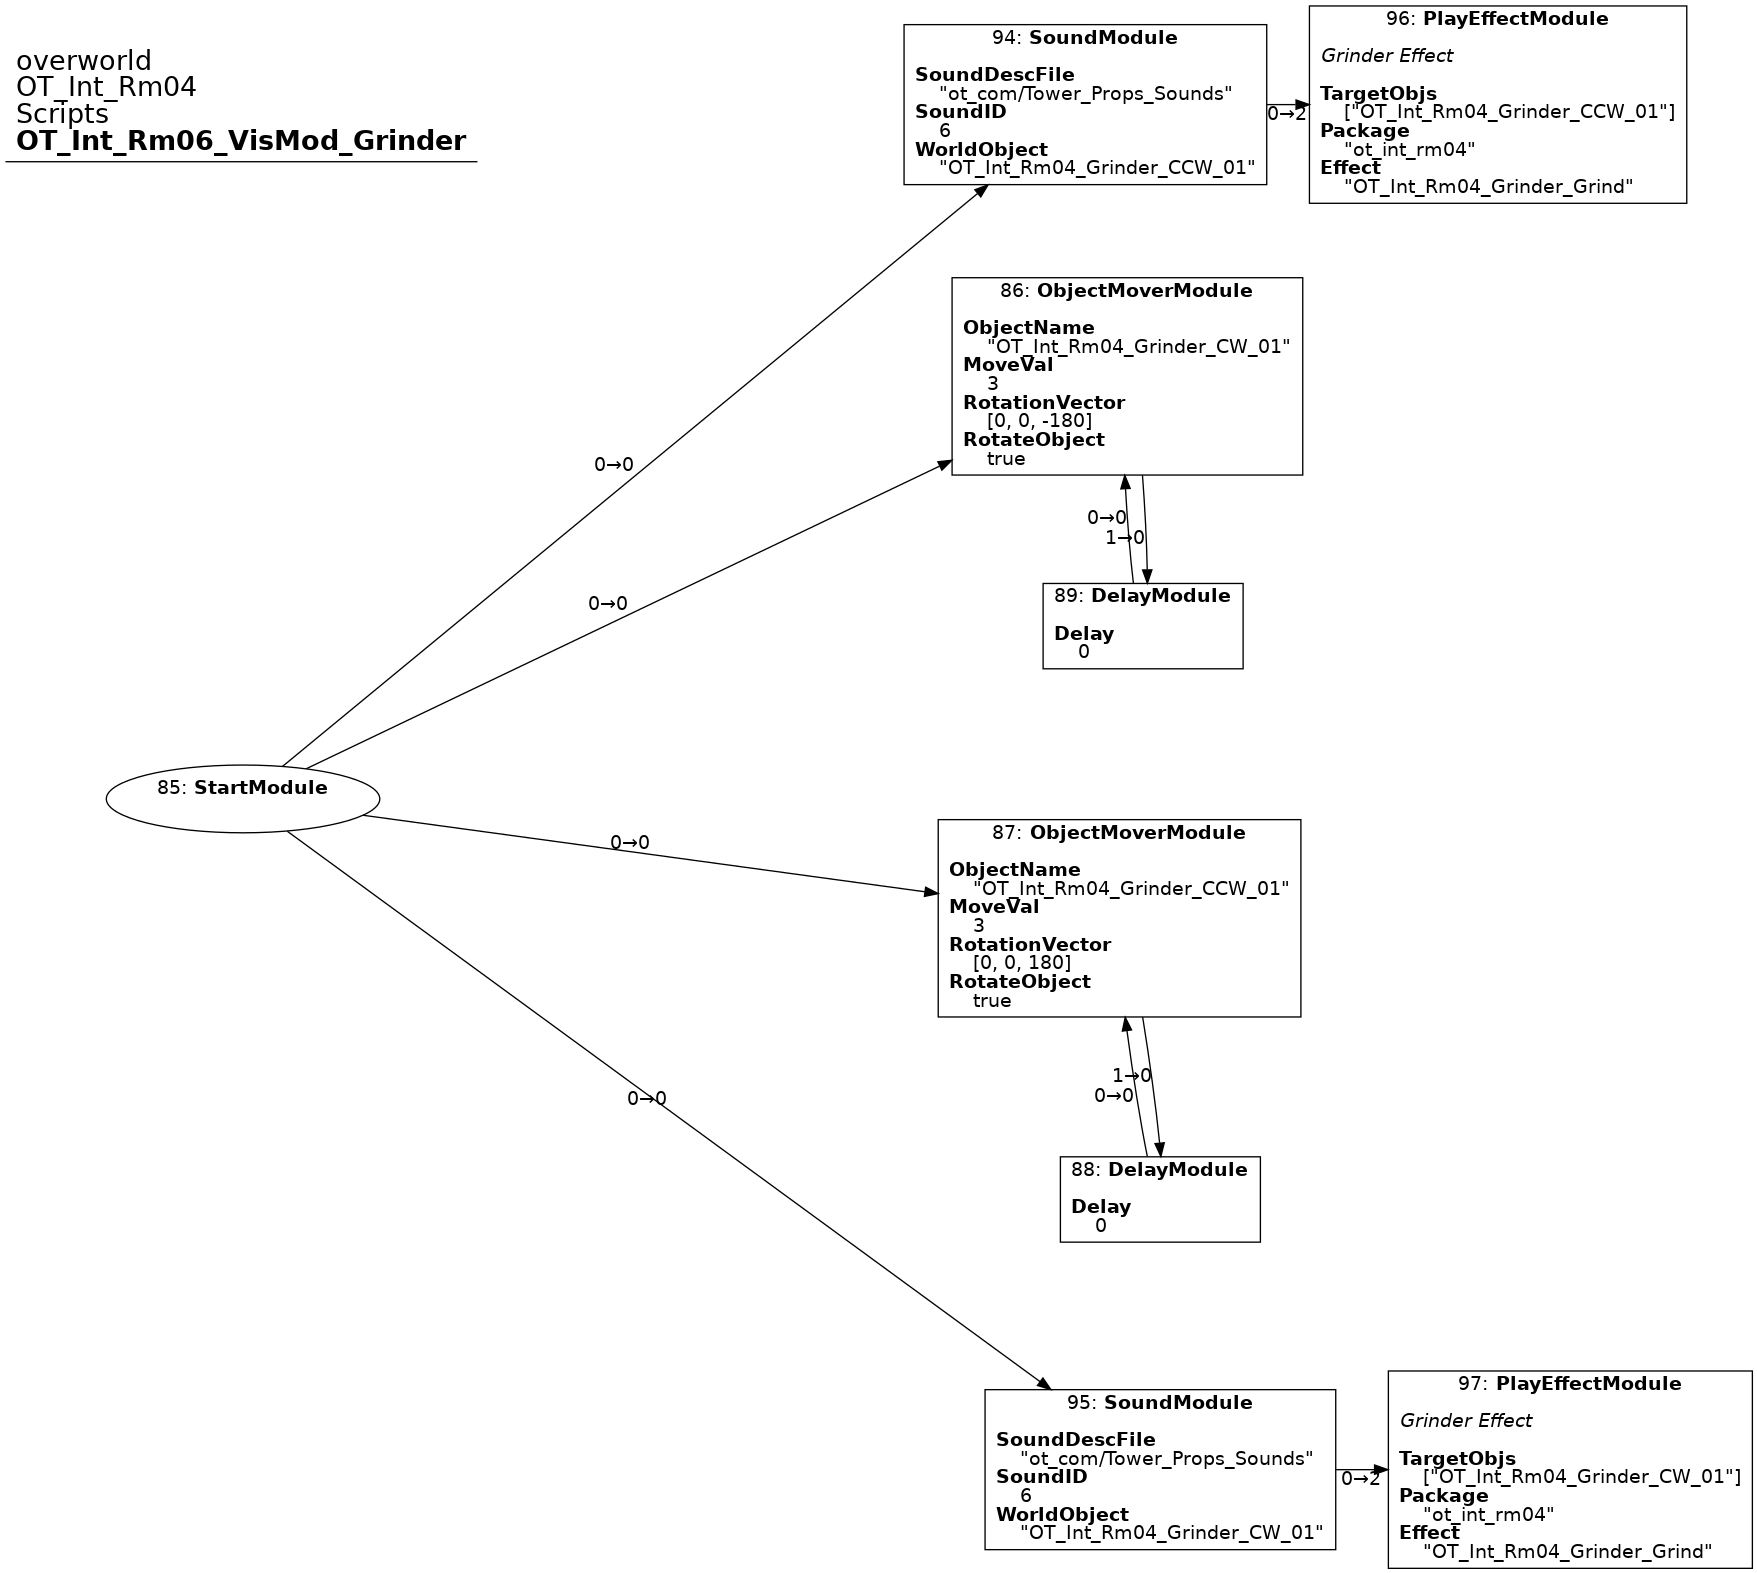 overworld
OT_Int_Rm04
Scripts
OT_Int_Rm06_VisMod_Grinder
94: SoundModule
SoundDescFile
"ot_com/Tower_Props_Sounds"
SoundID
6
WorldObject
"OT_Int_Rm04_Grinder_CCW_01"
0→2
96: PlayEffectModule
Grinder Effect
TargetObjs
["OT_Int_Rm04_Grinder_CCW_01"]
Package
"ot_int_rm04"
Effect
"OT_Int_Rm04_Grinder_Grind"
0→0
86: ObjectMoverModule
ObjectName
"OT_Int_Rm04_Grinder_CW_01"
MoveVal
3
RotationVector
[0, 0, -180]
RotateObject
true
0→0
1→0
89: DelayModule
Delay
0
0→0
85: StartModule
0→0
87: ObjectMoverModule
ObjectName
"OT_Int_Rm04_Grinder_CCW_01"
MoveVal
3
RotationVector
[0, 0, 180]
RotateObject
true
1→0
0→0
88: DelayModule
Delay
0
0→0
95: SoundModule
SoundDescFile
"ot_com/Tower_Props_Sounds"
SoundID
6
WorldObject
"OT_Int_Rm04_Grinder_CW_01"
0→2
97: PlayEffectModule
Grinder Effect
TargetObjs
["OT_Int_Rm04_Grinder_CW_01"]
Package
"ot_int_rm04"
Effect
"OT_Int_Rm04_Grinder_Grind"